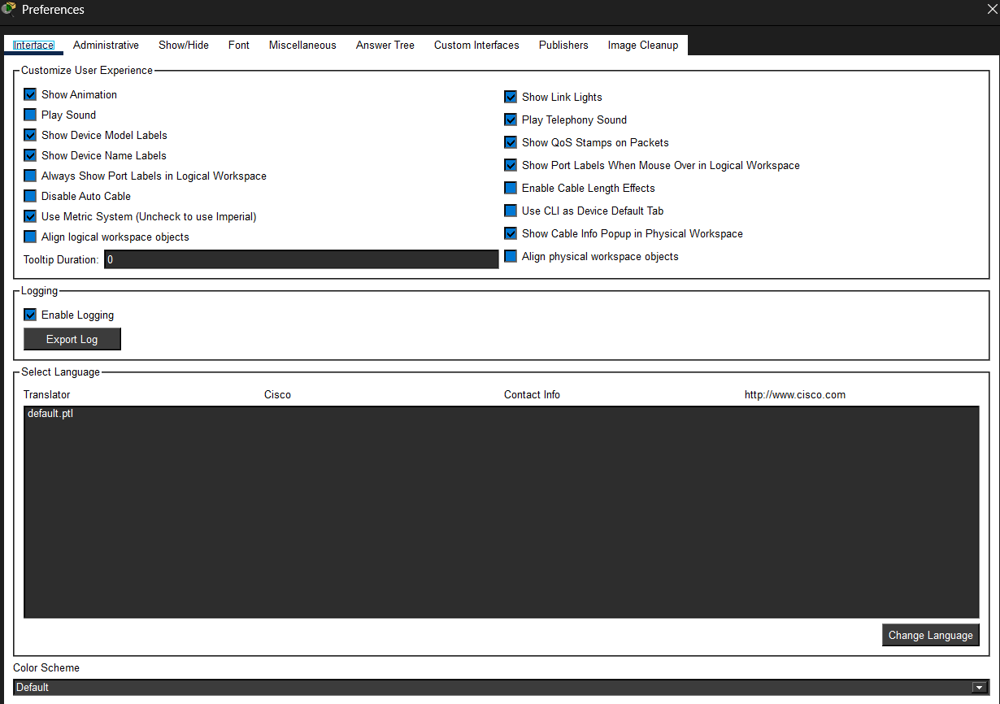 Preferences
Interface Administrative Show/Hide Font Miscellaneous Answer Tree Custom Interfaces Publishers Image Cleanup
Customize User Experience
Show Animation
Play Sound
Show Device Model Labels
Show Device Name Labels
Always Show Port Labels in Logical Workspace
Disable Auto Cable
Use Metric System (Uncheck to use Imperial)
Align logical workspace objects
Tooltip Duration: 0
Show Link Lights
Play Telephony Sound
Show QoS Stamps on Packets
Show Port Labels When Mouse Over in Logical Workspace
Enable Cable Length Effects
Use CLI as Device Default Tab
Show Cable Info Popup in Physical Workspace
Align physical workspace objects
Logging
Enable Logging
Export Log
Select Language
Translator Cisco Contact Info http://www.cisco.com
default.ptl
Change Language
Color Scheme
Default